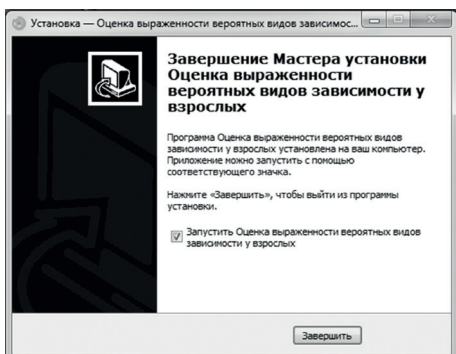 Установка — Оценка выраженности вероятных видов зависимос...
Завершение Мастера установки
Оценка выраженности
вероятных видов зависимости у
взрослых
Программа Оценка выраженности вероятных видов
зависимости у взрослых установлена на ваш компьютер.
Приложение можно запустить с помощью
соответствующего значка.
Нажмите «Завершить», чтобы выйти из программы
установки.
Запустить Оценка выраженности вероятных видов
зависимости у взрослых
Завершить